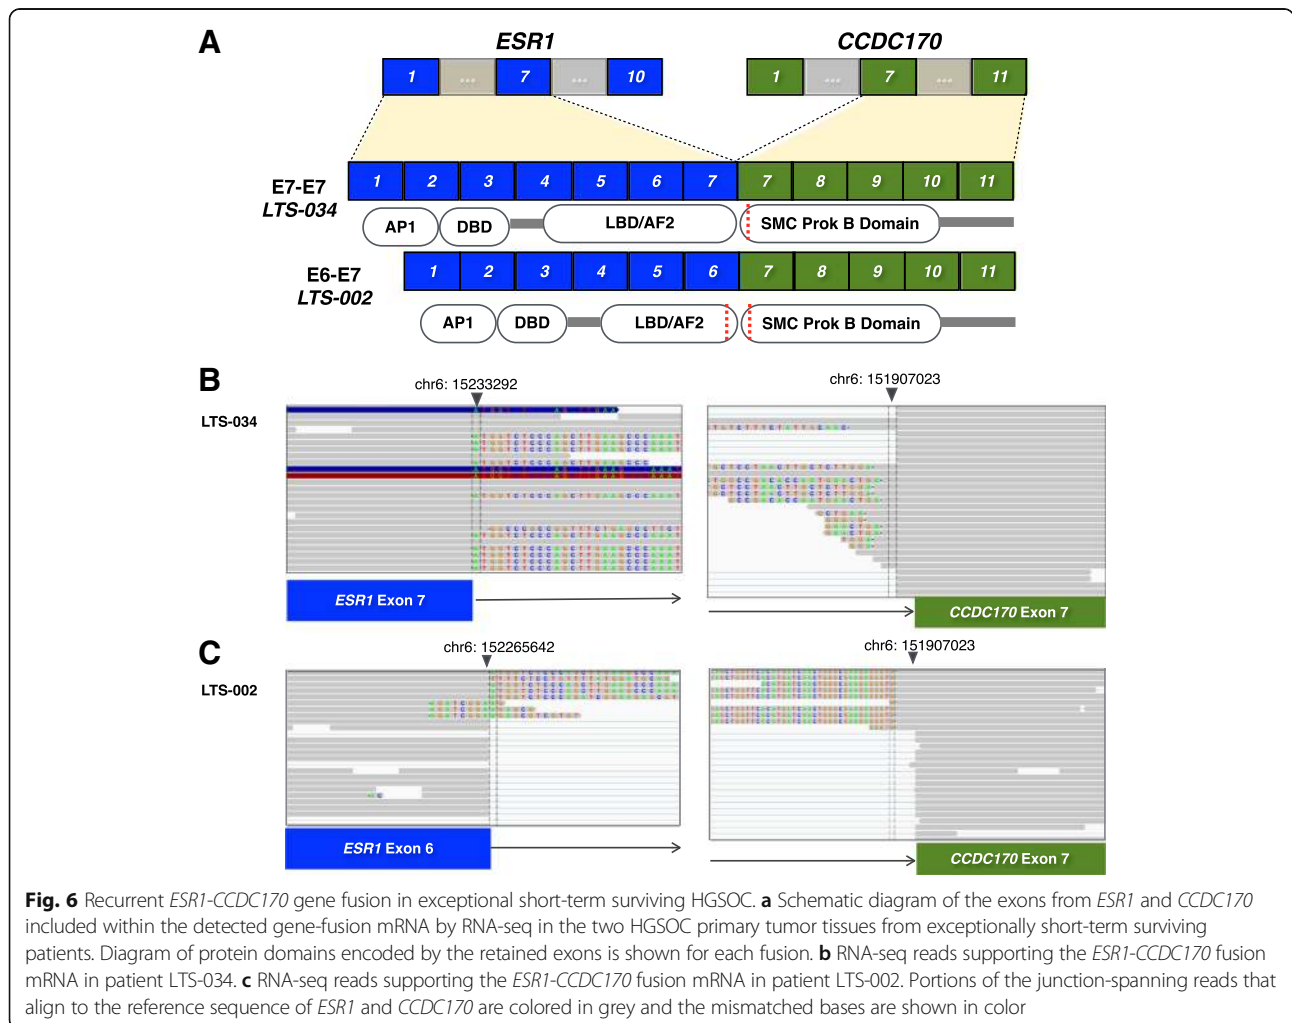 A
ESR1
CCDC170
1 ... 7 ... 10
1 ... 7 ... 11
E7-E7
LTS-034
1 2 3 4 5 6 7 7 8 9 10 11
AP1 DBD LBD/AF2 SMC Prok B Domain
E6-E7
LTS-002
1 2 3 4 5 6 7 8 9 10 11
AP1 DBD LBD/AF2 SMC Prok B Domain
B
chr6: 15233292
chr6: 151907023
LTS-034
ESR1 Exon 7
CCDC170 Exon 7
C
chr6: 152265642
chr6: 151907023
LTS-002
ESR1 Exon 6
CCDC170 Exon 7
Fig. 6 Recurrent ESR1-CCDC170 gene fusion in exceptional short-term surviving HGSOC. a Schematic diagram of the exons from ESR1 and CCDC170
included within the detected gene-fusion mRNA by RNA-seq in the two HGSOC primary tumor tissues from exceptionally short-term surviving
patients. Diagram of protein domains encoded by the retained exons is shown for each fusion. b RNA-seq reads supporting the ESR1-CCDC170 fusion
mRNA in patient LTS-034. c RNA-seq reads supporting the ESR1-CCDC170 fusion mRNA in patient LTS-002. Portions of the junction-spanning reads that
align to the reference sequence of ESR1 and CCDC170 are colored in grey and the mismatched bases are shown in color